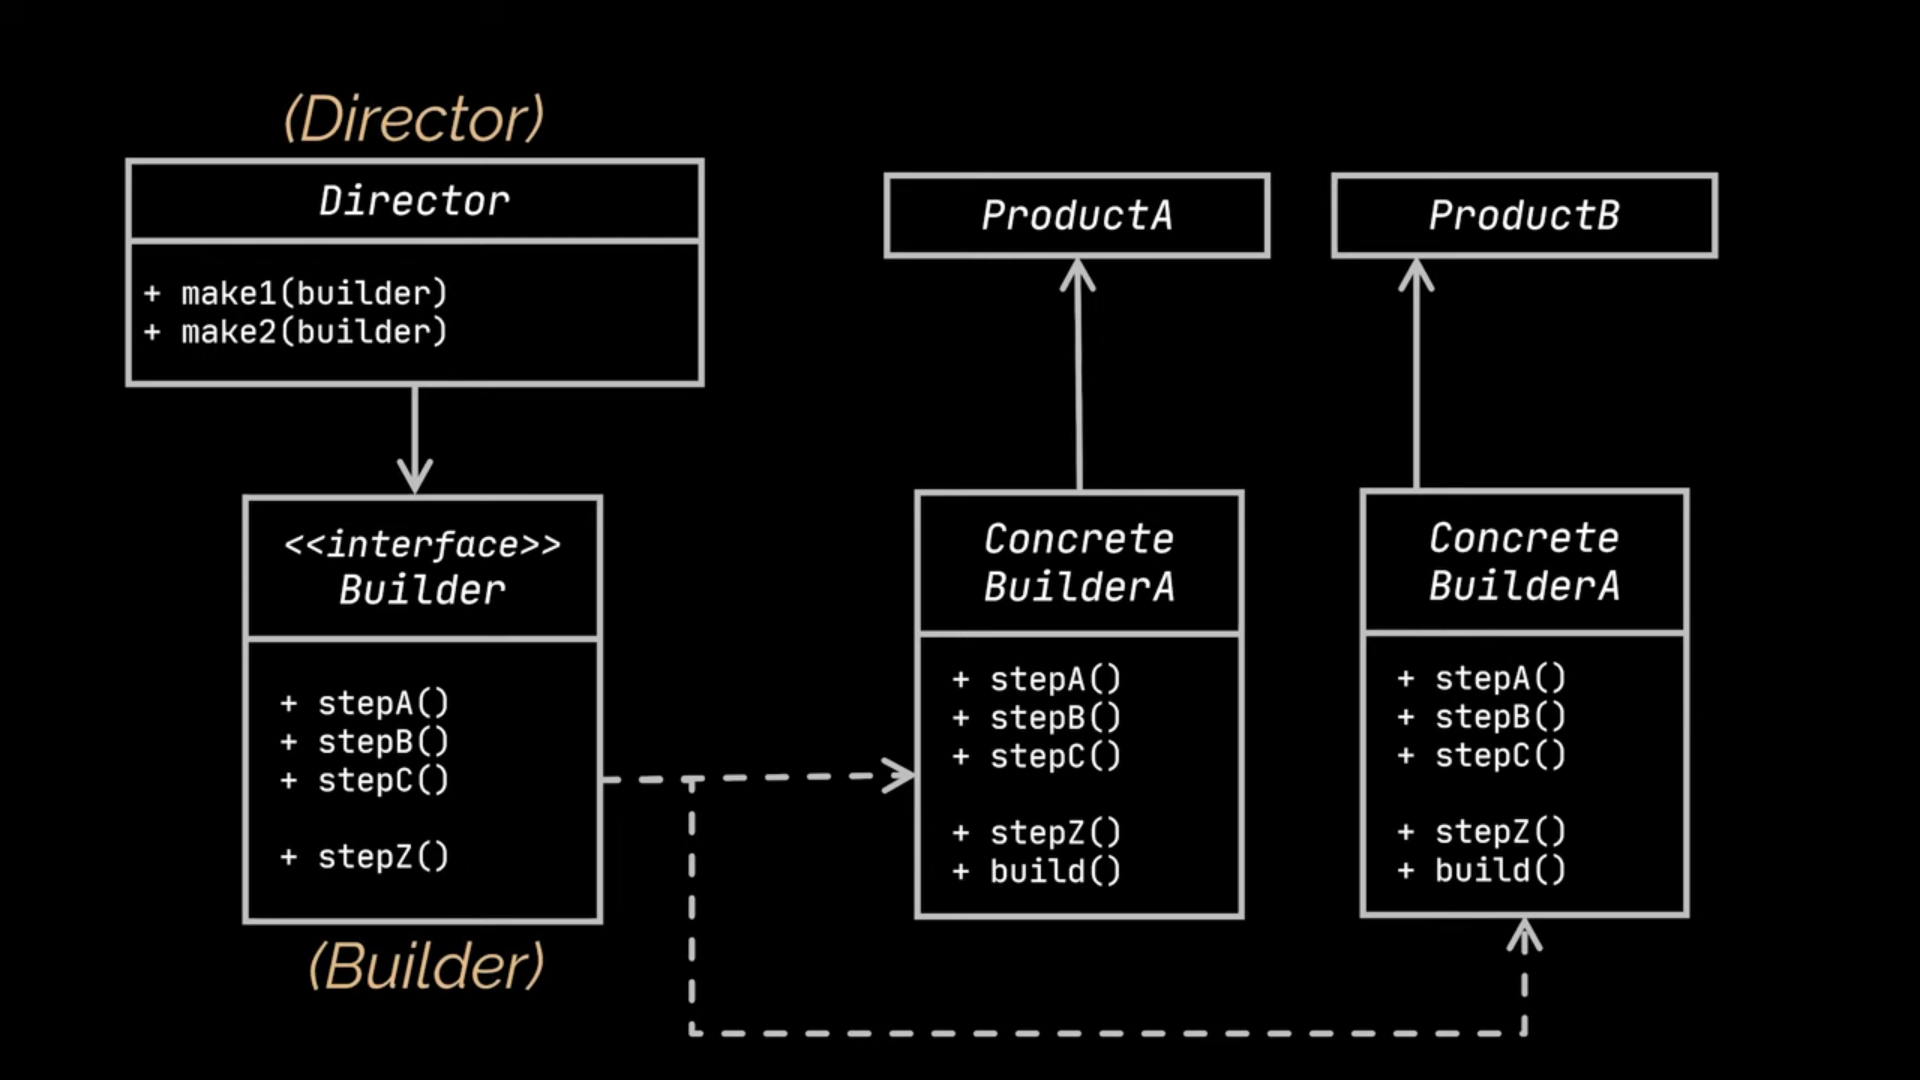 (Director)
Director
+ make1(builder)
+ make2(builder)
<<interface>>
Builder
+ stepA()
+ stepB()
+ stepC()
+ stepZ()
(Builder)
ProductA
Concrete
BuilderA
+ stepA()
+ stepB()
+ stepC()
+ stepZ()
+ build()
ProductB
Concrete
BuilderA
+ stepA()
+ stepB()
+ stepC()
+ stepZ()
+ build()